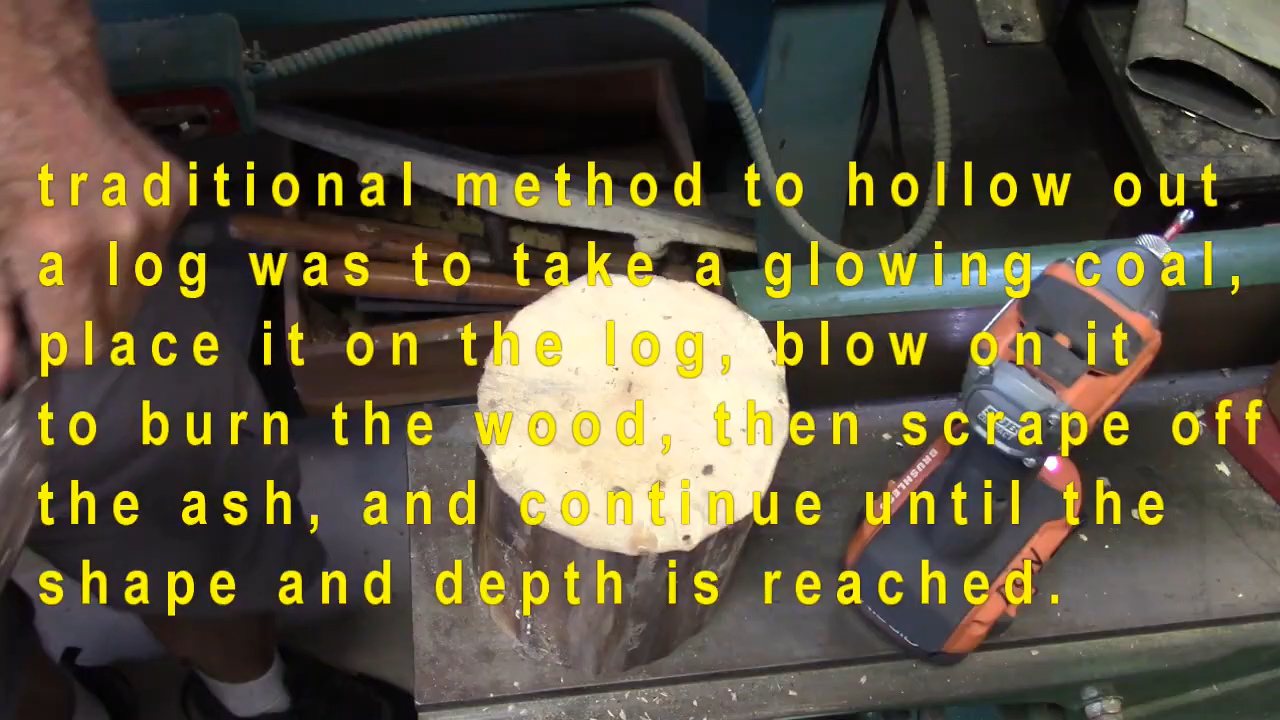 traditional method to hollow out
a log was to take a glowing coal,
place it on the log, blow on it
to burn the wood, then scrape off
the ash, and continue until the
shape and depth is reached.
BRUSHLESS